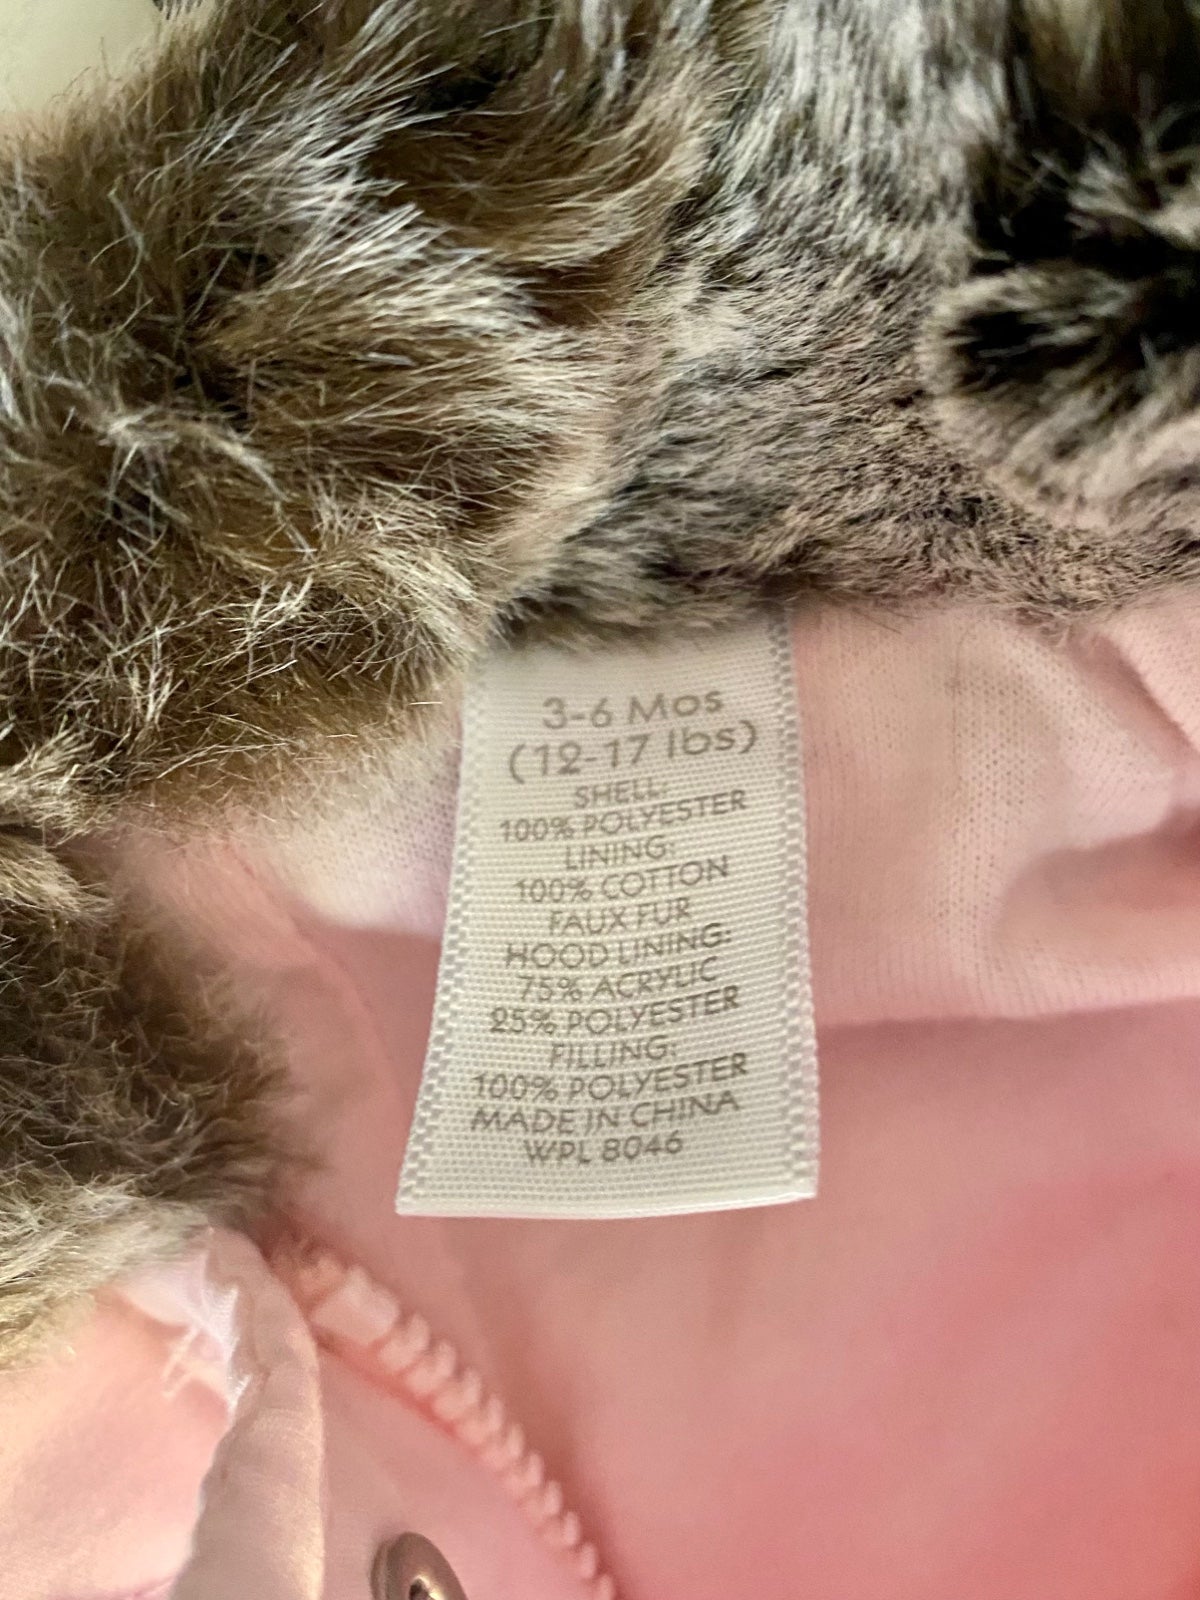 3-6 Mos
(12-17 lbs)
SHELL:
100% POLYESTER
LINING:
100% COTTON
FAUX FUR
HOOD LINING:
75% ACRYLIC
25% POLYESTER
FILLING:
100% POLYESTER
MADE IN CHINA
WPL 8046